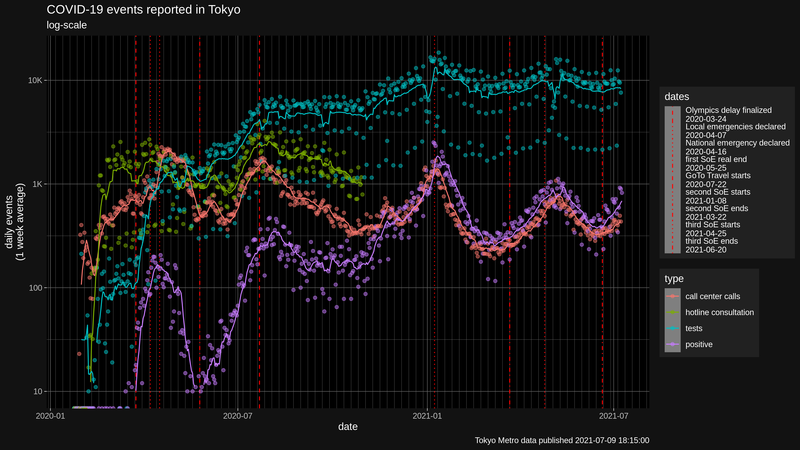 COVID-19 events reported in Tokyo
log-scale
daily events
(1 week average)
10K
1K
100
10
2020-01
2020-07
2021-01
2021-07
date
Tokyo Metro data published 2021-07-09 18:15:00
dates
Olympics delay finalized
2020-03-24
Local emergencies declared
2020-04-07
National emergency declared
2020-04-16
first SoE real end
2020-05-25
GoTo Travel starts
2020-07-22
second SoE starts
2021-01-08
second SoE ends
2021-03-22
third SoE starts
2021-04-25
third SoE ends
2021-06-20
type
call center calls
hotline consultation
tests
positive